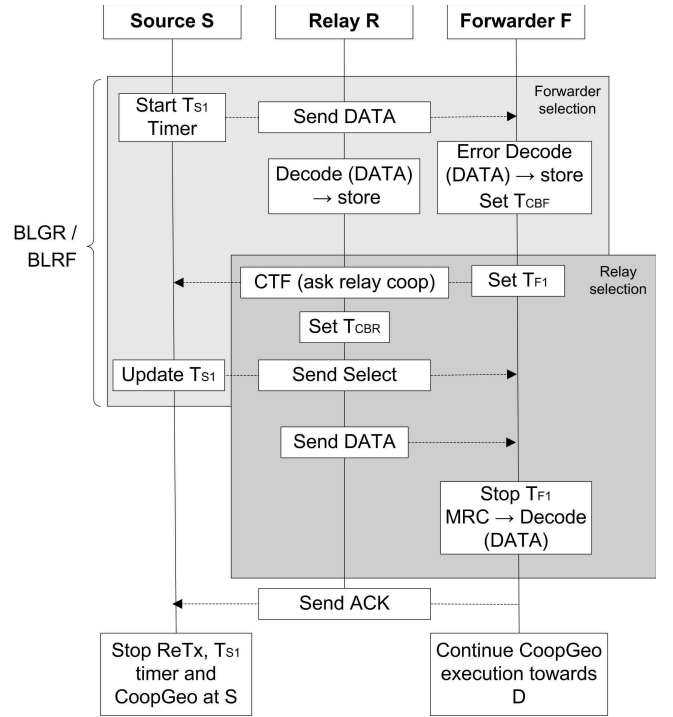 Source S
Relay R
Forwarder F
Forwarder
selection
Start TS1
Timer
Send DATA
Error Decode
(DATA) → store
Set TCBF
Decode (DATA)
→ store
BLGR /
BLRF
Relay
selection
CTF (ask relay coop)
Set TF1
Set TCBR
Update TS1
Send Select
Send DATA
Stop TF1
MRC → Decode
(DATA)
Send ACK
Stop ReTx, TS1
timer and
CoopGeo at S
Continue CoopGeo
execution towards
D